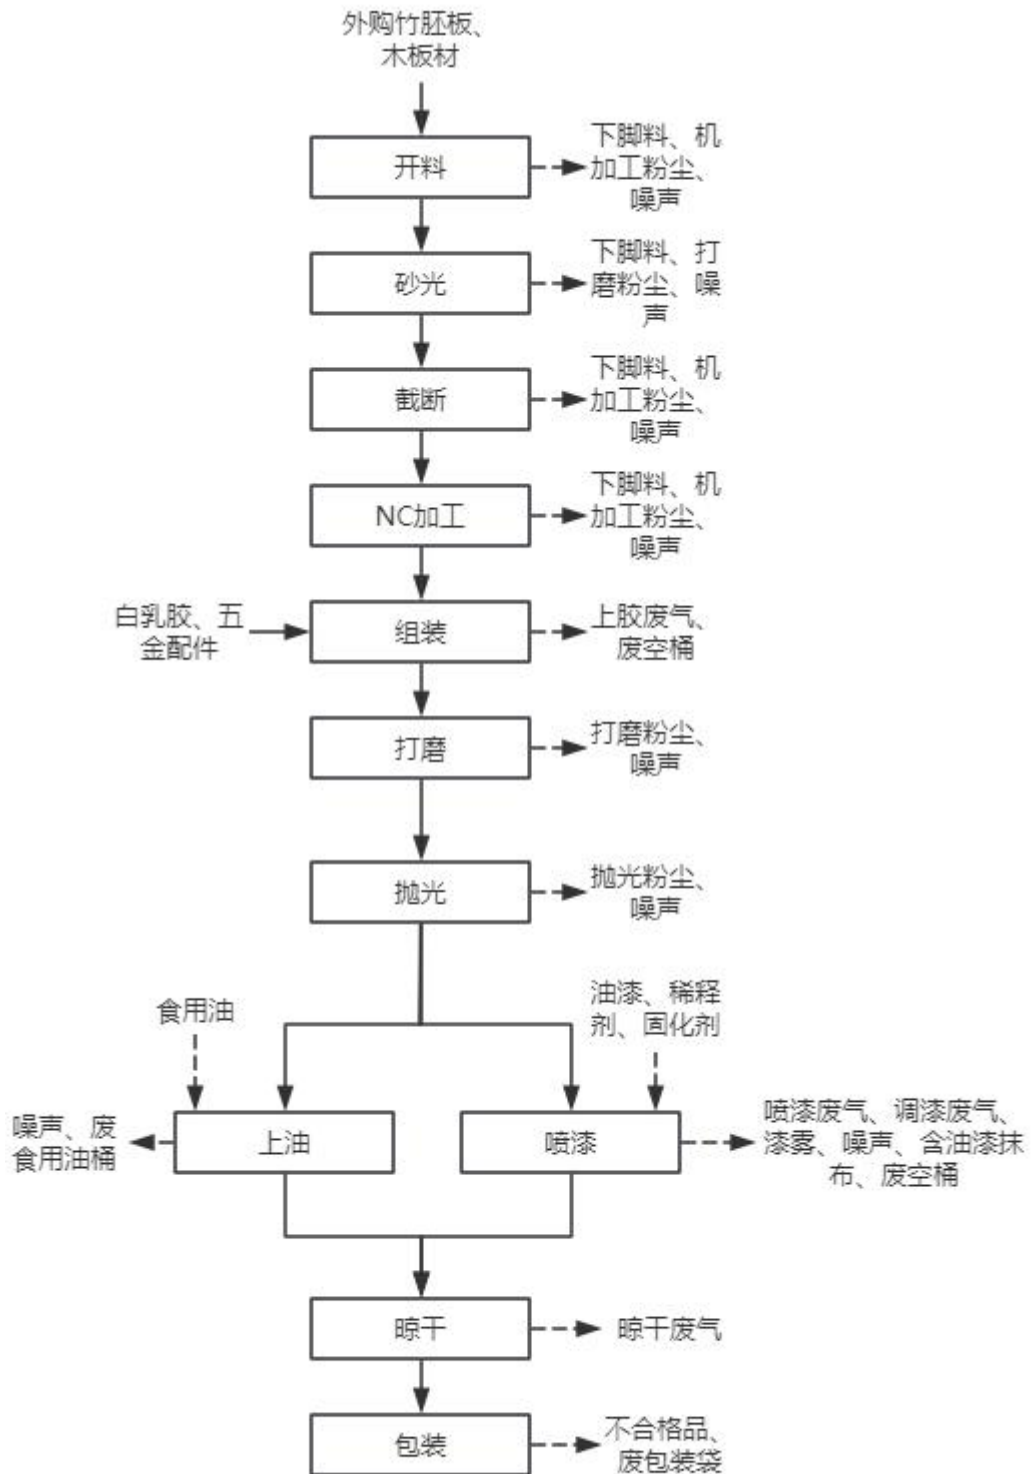 外购竹胚板、
木板材
开料
下脚料、机
加工粉尘、
噪声
砂光
下脚料、打
磨粉尘、噪
声
截断
下脚料、机
加工粉尘、
噪声
NC加工
下脚料、机
加工粉尘、
噪声
白乳胶、五
金配件
组装
上胶废气、
废空桶
打磨
打磨粉尘、
噪声
抛光
抛光粉尘、
噪声
食用油
油漆、稀释
剂、固化剂
噪声、废
食用油桶
上油
喷漆
喷漆废气、调漆废气、
漆雾、噪声、含油漆抹
布、废空桶
晾干
晾干废气
包装
不合格品、
废包装袋